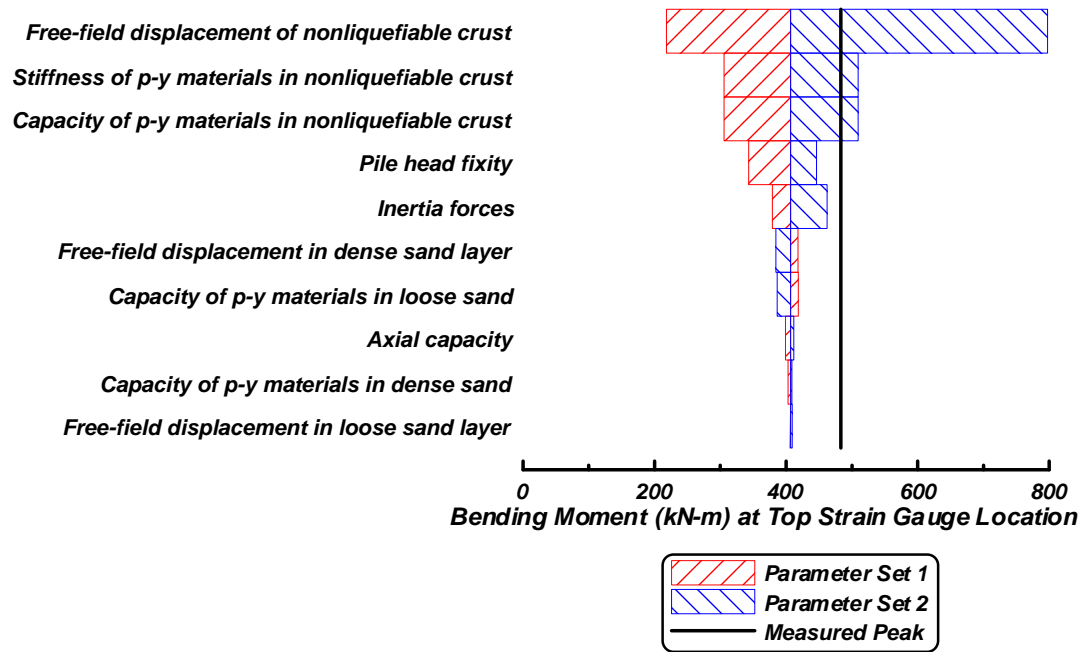 Free-field displacement of nonliquefiable crust
Stiffness of p-y materials in nonliquefiable crust
Capacity of p-y materials in nonliquefiable crust
Pile head fixity
Inertia forces
Free-field displacement in dense sand layer
Capacity of p-y materials in loose sand
Axial capacity
Capacity of p-y materials in dense sand
Free-field displacement in loose sand layer
0 200 400 600 800
Bending Moment (kN-m) at Top Strain Gauge Location
Parameter Set 1
Parameter Set 2
Measured Peak